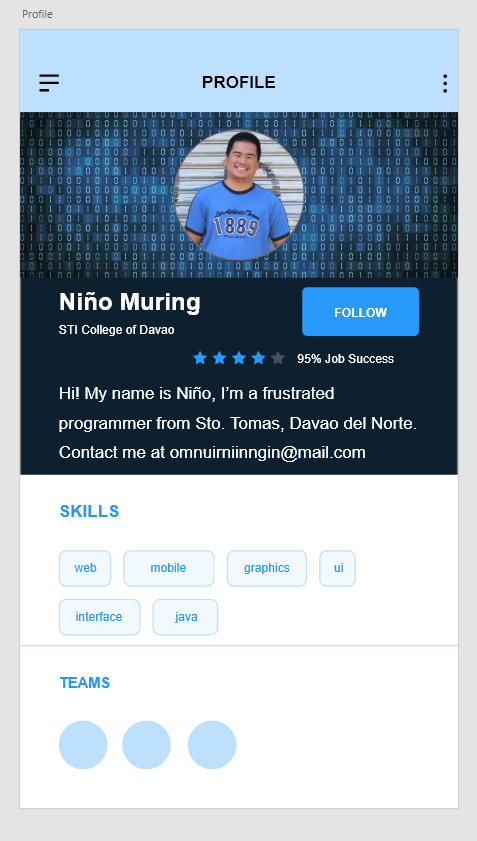 Profile
PROFILE
1889
Niño Muring
FOLLOW
STI College of Davao
95% Job Success
Hi! My name is Niño, I'm a frustrated
programmer from Sto. Tomas, Davao del Norte.
Contact me at omnuirniinngin@mail.com
SKILLS
web mobile graphics ui
interface java
TEAMS